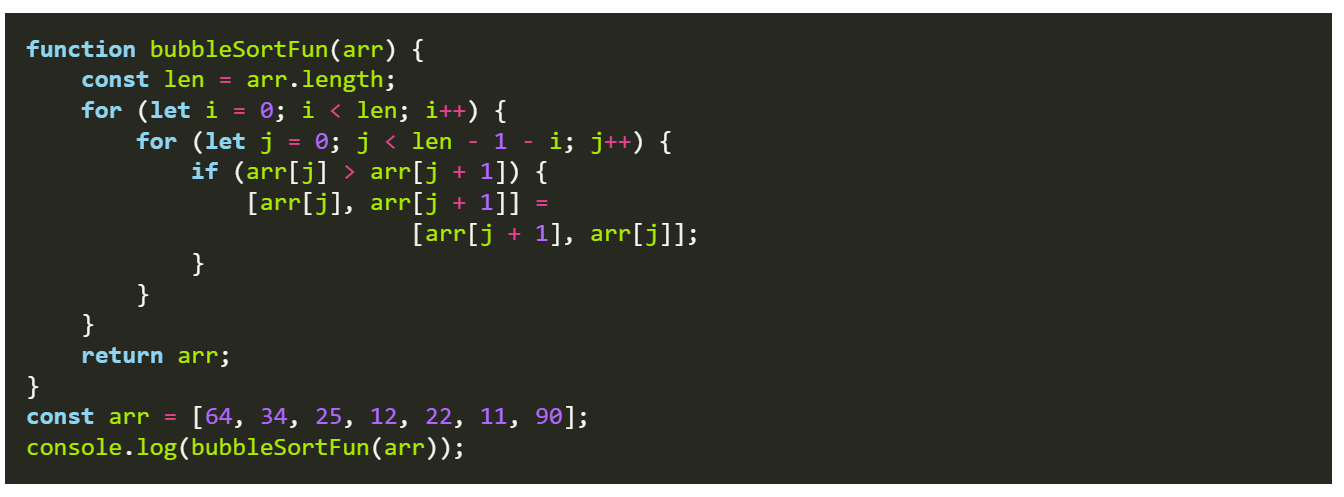 function bubbleSortFun(arr) {
    const len = arr.length;
    for (let i = 0; i < len; i++) {
        for (let j = 0; j < len - 1 - i; j++) {
            if (arr[j] > arr[j + 1]) {
                [arr[j], arr[j + 1]] =
                            [arr[j + 1], arr[j]];
            }
        }
    }
    return arr;
}
const arr = [64, 34, 25, 12, 22, 11, 90];
console.log(bubbleSortFun(arr));